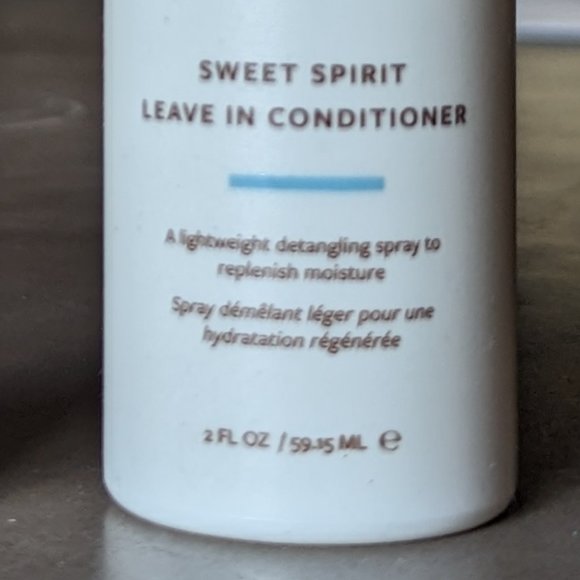 SWEET SPIRIT
LEAVE IN CONDITIONER
A lightweight detangling spray to
replenish moisture
Spray démêlant léger pour une
hydratation régénérée
2 FL OZ / 59.15 ML ℮